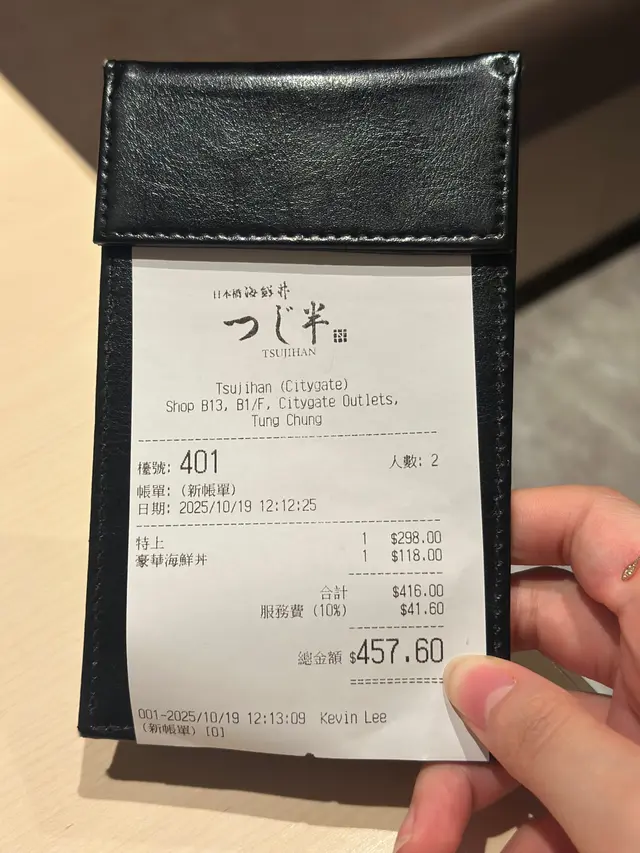 日本橋海鮮丼
つじ半
TSUJIHAN
Tsujihan (Citygate)
Shop B13, B1/F, Citygate Outlets,
Tung Chung
檯號: 401 人數: 2
帳單: (新帳單)
日期: 2025/10/19 12:12:25
特上 1 $298.00
豪華海鮮丼 1 $118.00
合計 $416.00
服務費 (10%) $41.60
總金額 $457.60
001-2025/10/19 12:13:09 Kevin Lee
(新帳單) [0]